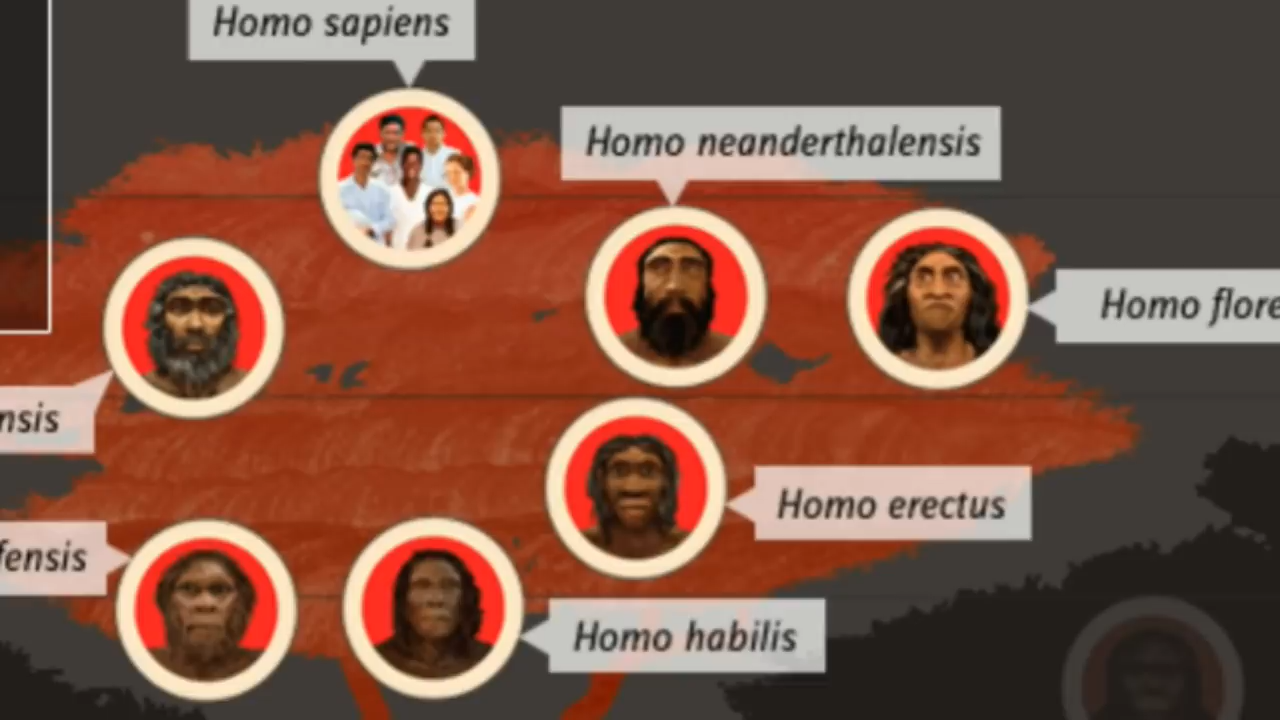 Homo sapiens
Homo neanderthalensis
Homo flore
nsis
Homo erectus
fensis
Homo habilis